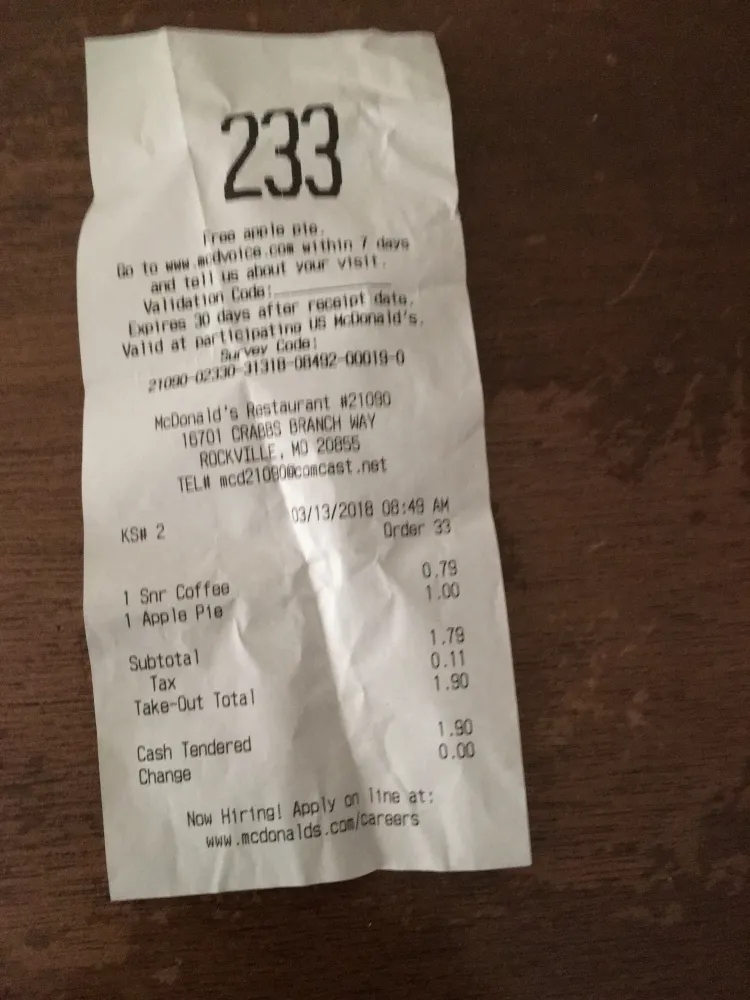 233
Free apple pie.
Go to www.mcdvoice.com within 7 days
and tell us about your visit.
Validation Code:
Expires 30 days after receipt date.
Valid at participating US McDonald's.
Survey Code:
21090-02330-31318-08492-00019-0
McDonald's Restaurant #21090
16701 CRABBS BRANCH WAY
ROCKVILLE, MD 20855
TEL# mcd21090@comcast.net
KS# 2 03/13/2018 08:49 AM
Order 33
1 Snr Coffee 0.79
1 Apple Pie 1.00
Subtotal 1.79
Tax 0.11
Take-Out Total 1.90
Cash Tendered 1.90
Change 0.00
Now Hiring! Apply on line at:
www.mcdonalds.com/careers